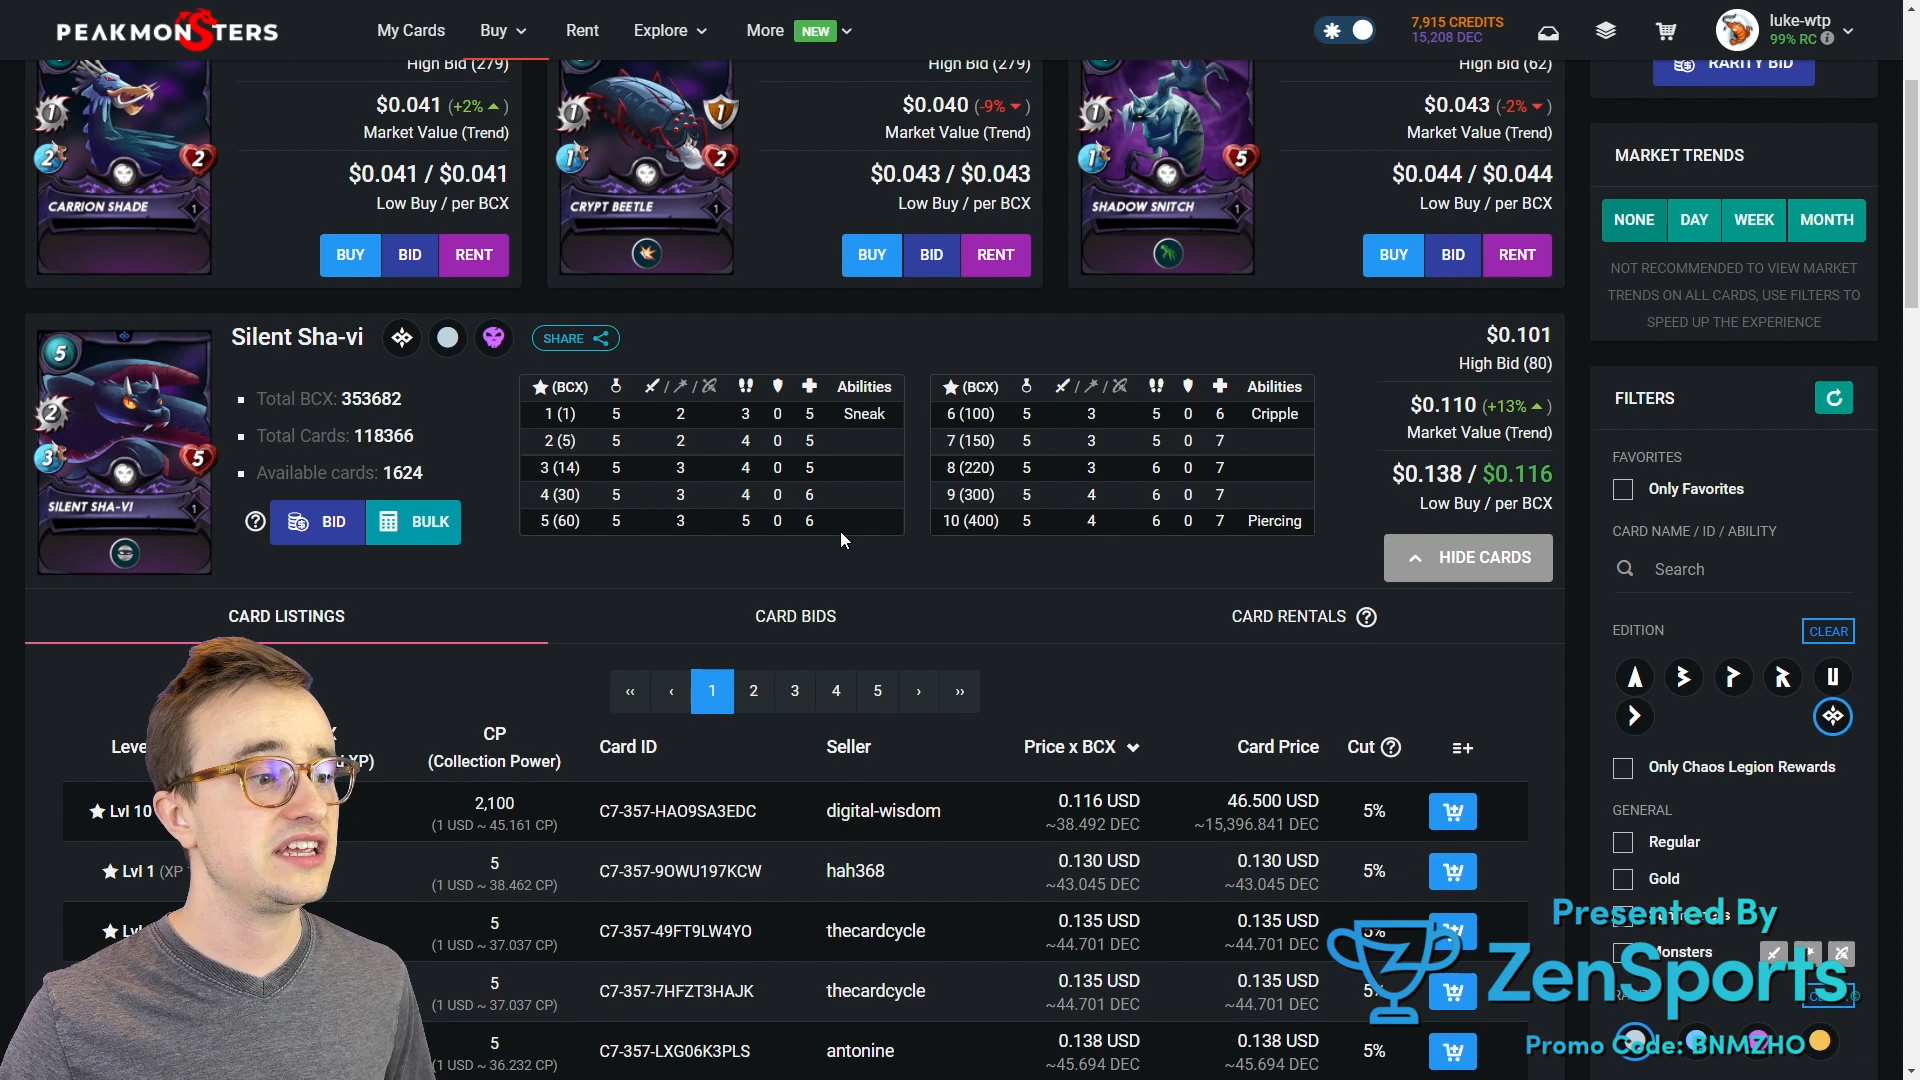 PEAKMONSTERS
My Cards
Buy
Rent
Explore
More NEW
7,915 CREDITS
15,208 DEC
luke-wtp
99% RC
High Bid (279)
$0.041 (+2%)
Market Value (Trend)
$0.041 / $0.041
Low Buy / per BCX
1
2
2
CARRION SHADE 1
BUY BID RENT
High Bid (279)
$0.040 (-9%)
Market Value (Trend)
$0.043 / $0.043
Low Buy / per BCX
1
1
1
2
CRYPT BEETLE 1
BUY BID RENT
High Bid (62)
$0.043 (-2%)
Market Value (Trend)
$0.044 / $0.044
Low Buy / per BCX
1
1
5
SHADOW SNITCH 1
BUY BID RENT
RARITY BID
MARKET TRENDS
NONE DAY WEEK MONTH
NOT RECOMMENDED TO VIEW MARKET
TRENDS ON ALL CARDS, USE FILTERS TO
SPEED UP THE EXPERIENCE
5
2
3
5
SILENT SHA-VI 1
Silent Sha-vi
SHARE
Total BCX: 353682
Total Cards: 118366
Available cards: 1624
BID BULK
(BCX) / / Abilities
1 (1) 5 2 3 0 5 Sneak
2 (5) 5 2 4 0 5
3 (14) 5 3 4 0 5
4 (30) 5 3 4 0 6
5 (60) 5 3 5 0 6
(BCX) / / Abilities
6 (100) 5 3 5 0 6 Cripple
7 (150) 5 3 5 0 7
8 (220) 5 3 6 0 7
9 (300) 5 4 6 0 7
10 (400) 5 4 6 0 7 Piercing
$0.101
High Bid (80)
$0.110 (+13%)
Market Value (Trend)
$0.138 / $0.116
Low Buy / per BCX
HIDE CARDS
FILTERS
FAVORITES
Only Favorites
CARD NAME / ID / ABILITY
Search
EDITION CLEAR
Only Chaos Legion Rewards
GENERAL
Regular
Gold
CARD LISTINGS
CARD BIDS
CARD RENTALS
‹‹ ‹ 1 2 3 4 5 › ››
CP
(Collection Power)
Card ID
Seller
Price x BCX
Card Price
Cut
Lvl 10
2,100
(1 USD ~ 45.161 CP)
C7-357-HAO9SA3EDC
digital-wisdom
0.116 USD
~38.492 DEC
46.500 USD
~15,396.841 DEC
5%
Lvl 1 (XP
5
(1 USD ~ 38.462 CP)
C7-357-9OWU197KCW
hah368
0.130 USD
~43.045 DEC
0.130 USD
~43.045 DEC
5%
5
(1 USD ~ 37.037 CP)
C7-357-49FT9LW4YO
thecardcycle
0.135 USD
~44.701 DEC
0.135 USD
~44.701 DEC
5%
5
(1 USD ~ 37.037 CP)
C7-357-7HFZT3HAJK
thecardcycle
0.135 USD
~44.701 DEC
0.135 USD
~44.701 DEC
5
(1 USD ~ 36.232 CP)
C7-357-LXG06K3PLS
antonine
0.138 USD
~45.694 DEC
0.138 USD
~45.694 DEC
5%
Presented By
ZenSports
Promo Code: BNMZHO